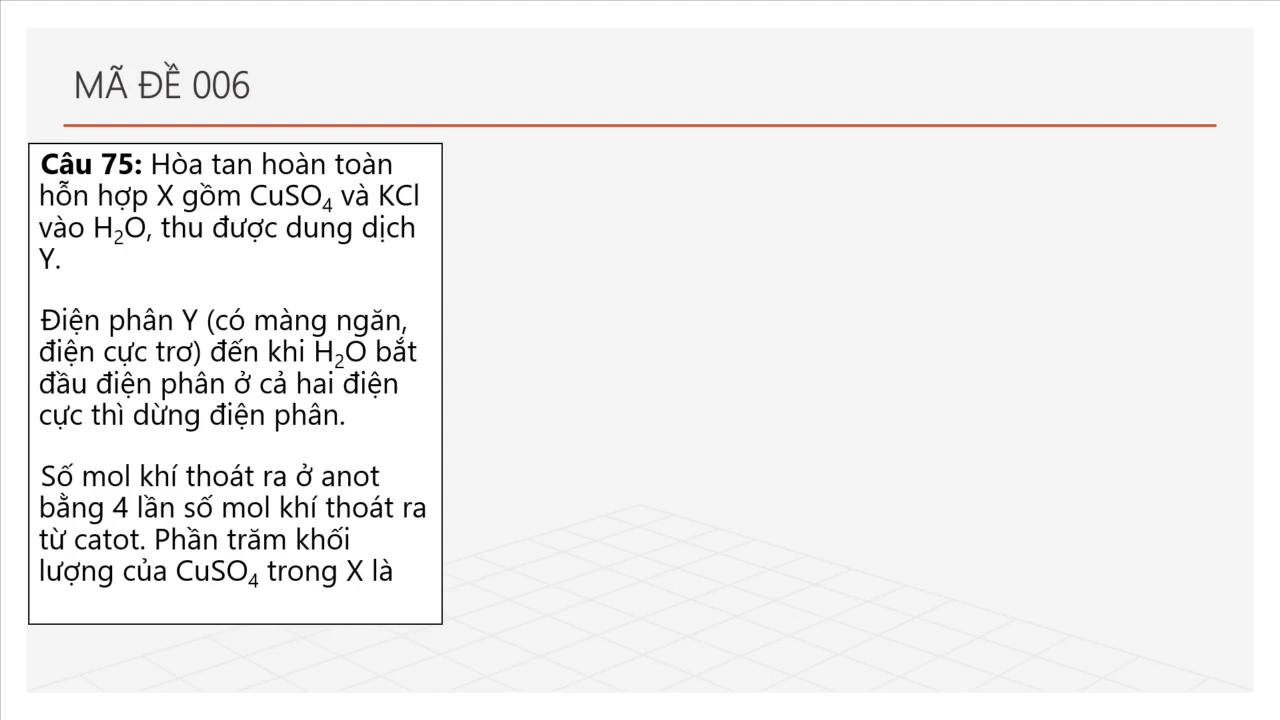 MÃ ĐỀ 006
Câu 75: Hòa tan hoàn toàn
hỗn hợp X gồm CuSO₄ và KCl
vào H₂O, thu được dung dịch
Y.
Điện phân Y (có màng ngăn,
điện cực trơ) đến khi H₂O bắt
đầu điện phân ở cả hai điện
cực thì dừng điện phân.
Số mol khí thoát ra ở anot
bằng 4 lần số mol khí thoát ra
từ catot. Phần trăm khối
lượng của CuSO₄ trong X là